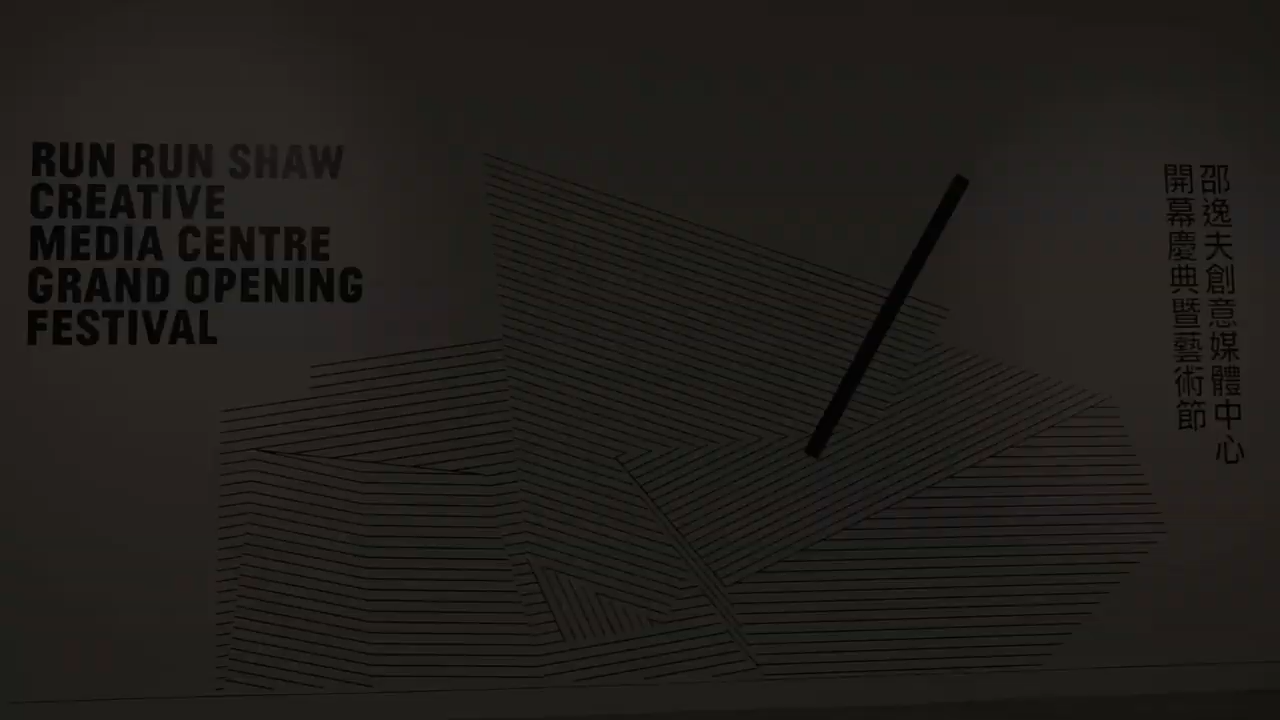 RUN RUN SHAW
CREATIVE
MEDIA CENTRE
GRAND OPENING
FESTIVAL
邵逸夫創意媒體中心
開幕慶典暨藝術節